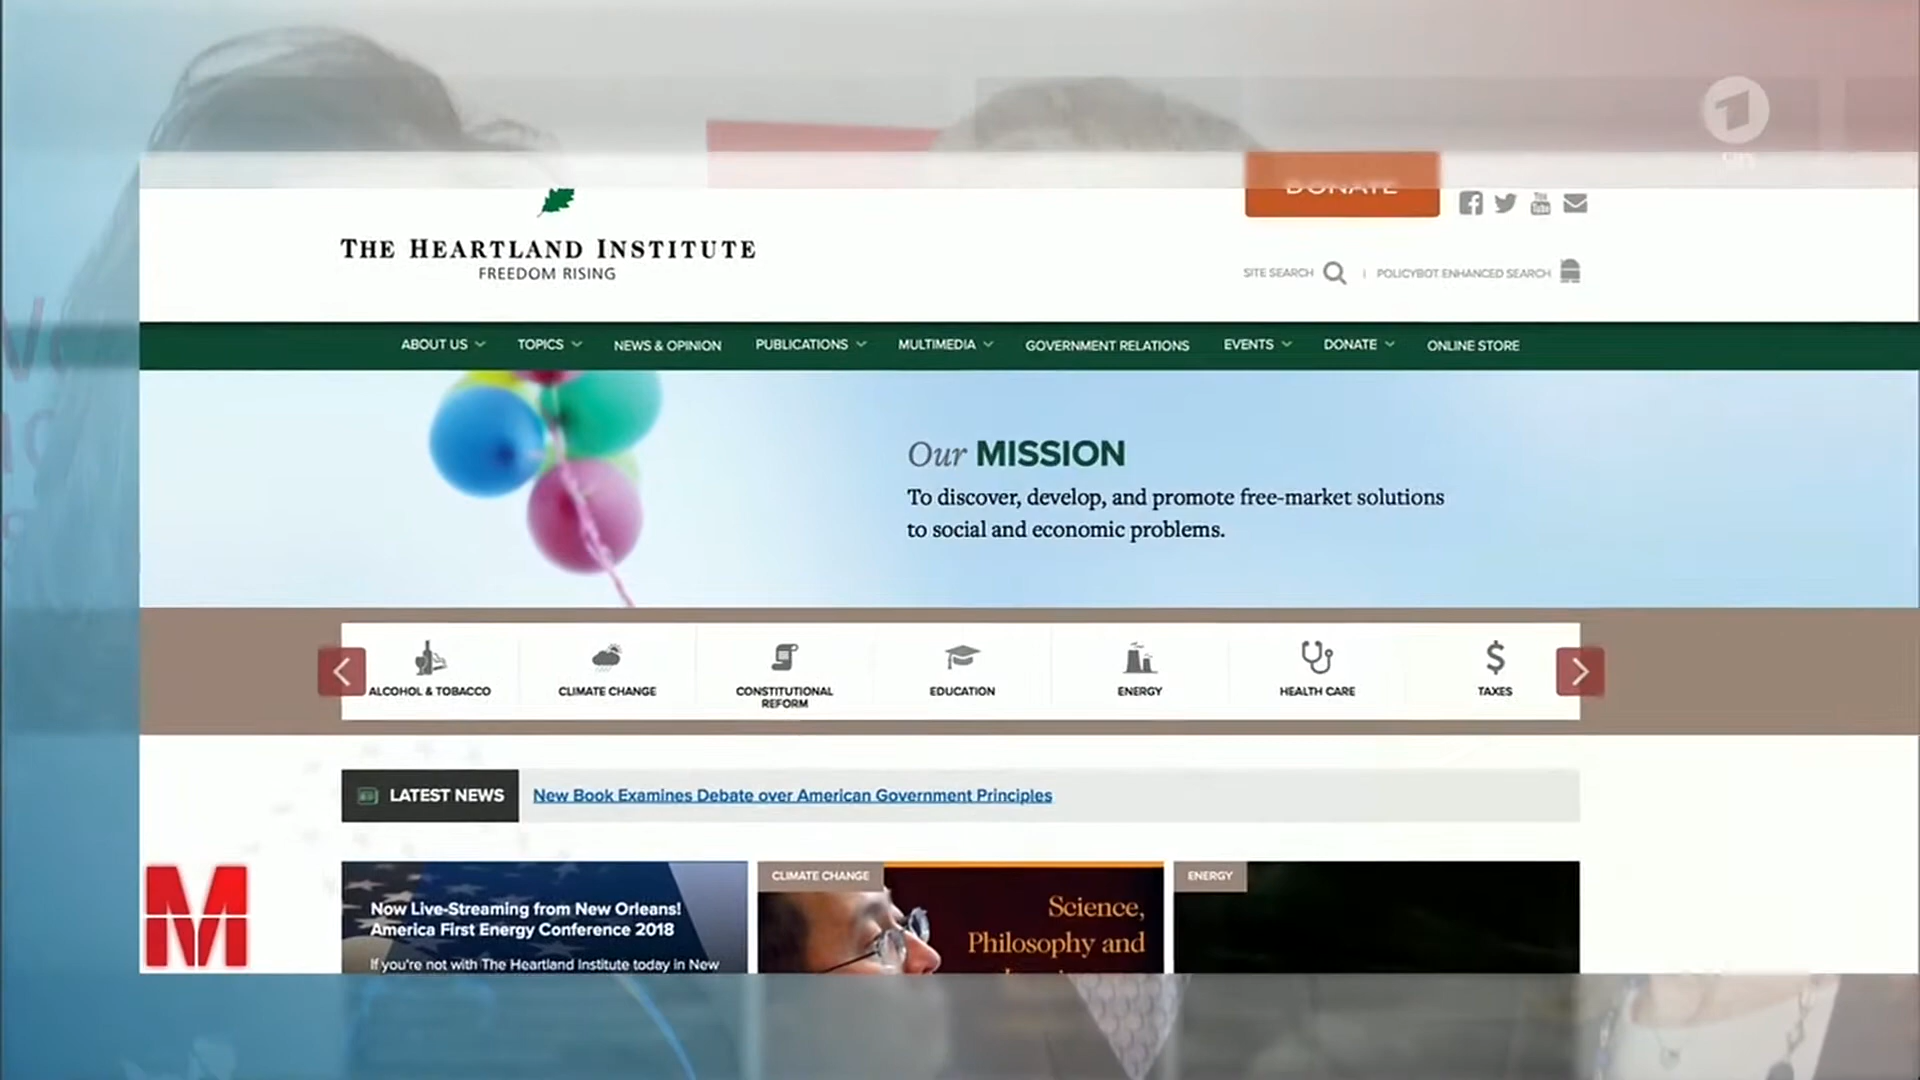 DONATE
THE HEARTLAND INSTITUTE
FREEDOM RISING
SITE SEARCH | POLICYBOT ENHANCED SEARCH
ABOUT US TOPICS NEWS & OPINION PUBLICATIONS MULTIMEDIA GOVERNMENT RELATIONS EVENTS DONATE ONLINE STORE
Our MISSION
To discover, develop, and promote free-market solutions
to social and economic problems.
ALCOHOL & TOBACCO CLIMATE CHANGE CONSTITUTIONAL REFORM EDUCATION ENERGY HEALTH CARE $ TAXES
LATEST NEWS New Book Examines Debate over American Government Principles
Now Live-Streaming from New Orleans!
America First Energy Conference 2018
If you're not with The Heartland Institute today in New
CLIMATE CHANGE
Science,
Philosophy and
ENERGY
M